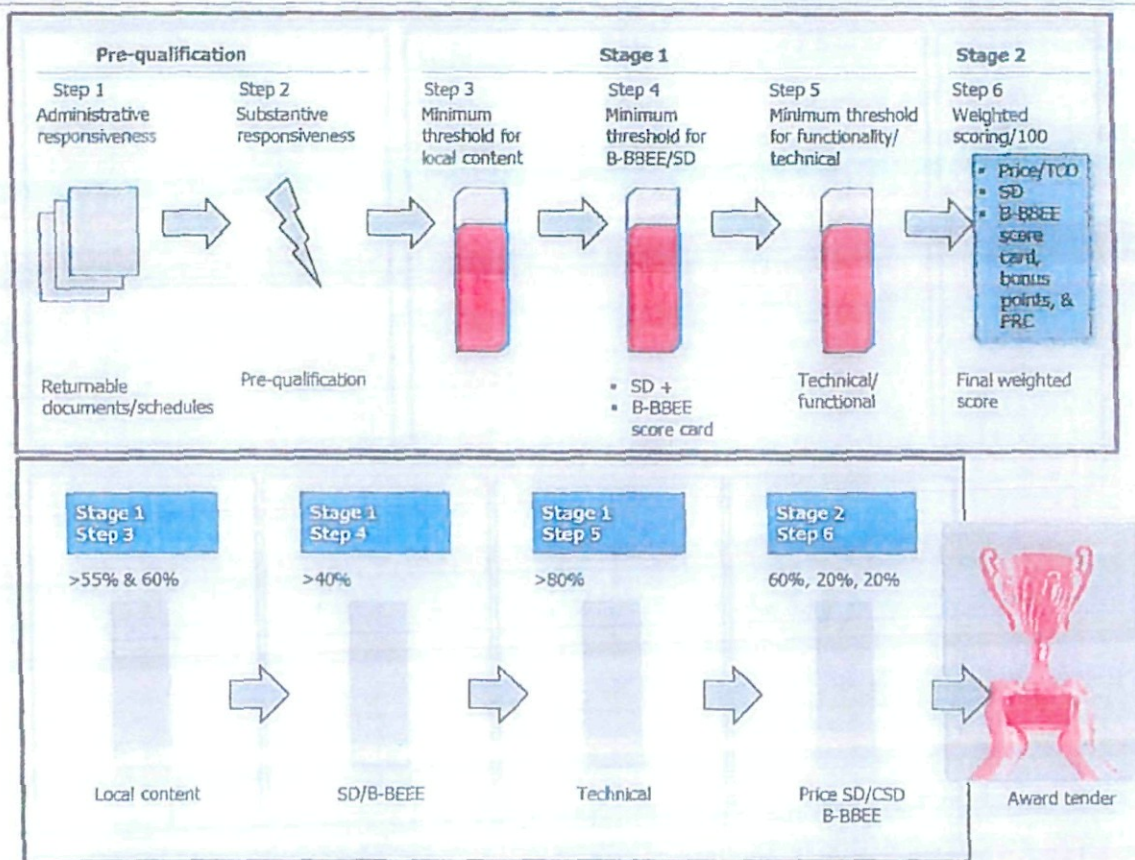 Pre-qualification
Stage 1
Stage 2
Step 1
Administrative
responsiveness
Step 2
Substantive
responsiveness
Step 3
Minimum
threshold for
local content
Step 4
Minimum
threshold for
B-BBEE/SD
Step 5
Minimum threshold
for functionality/
technical
Step 6
Weighted
scoring/100
▪ Price/TCO
▪ SD
▪ B-BBEE
score
card,
bonus
points, &
FRC
Returnable
documents/schedules
Pre-qualification
▪ SD +
▪ B-BBEE
score card
Technical/
functional
Final weighted
score
Stage 1
Step 3
>55% & 60%
Local content
Stage 1
Step 4
>40%
SD/B-BEEE
Stage 1
Step 5
>80%
Technical
Stage 2
Step 6
60%, 20%, 20%
Price SD/CSD
B-BBEE
Award tender